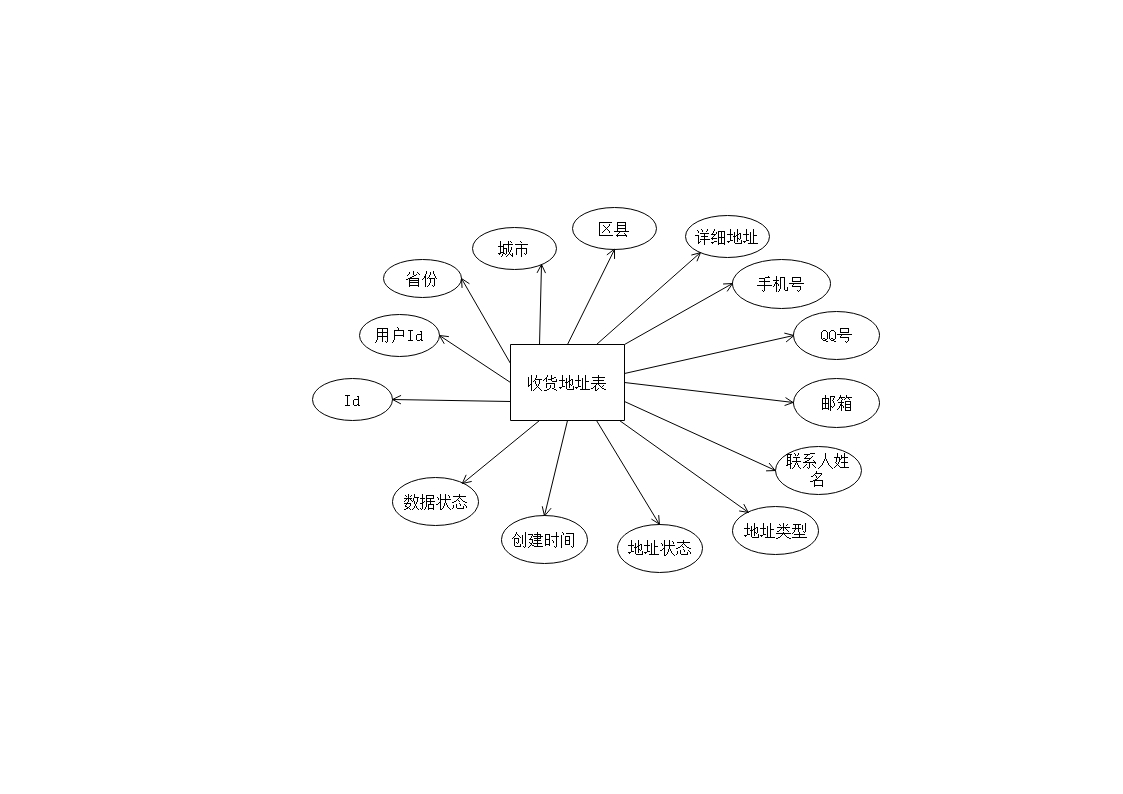 区县
详细地址
城市
省份
手机号
用户Id
QQ号
收货地址表
Id
邮箱
联系人姓
名
数据状态
地址类型
创建时间
地址状态